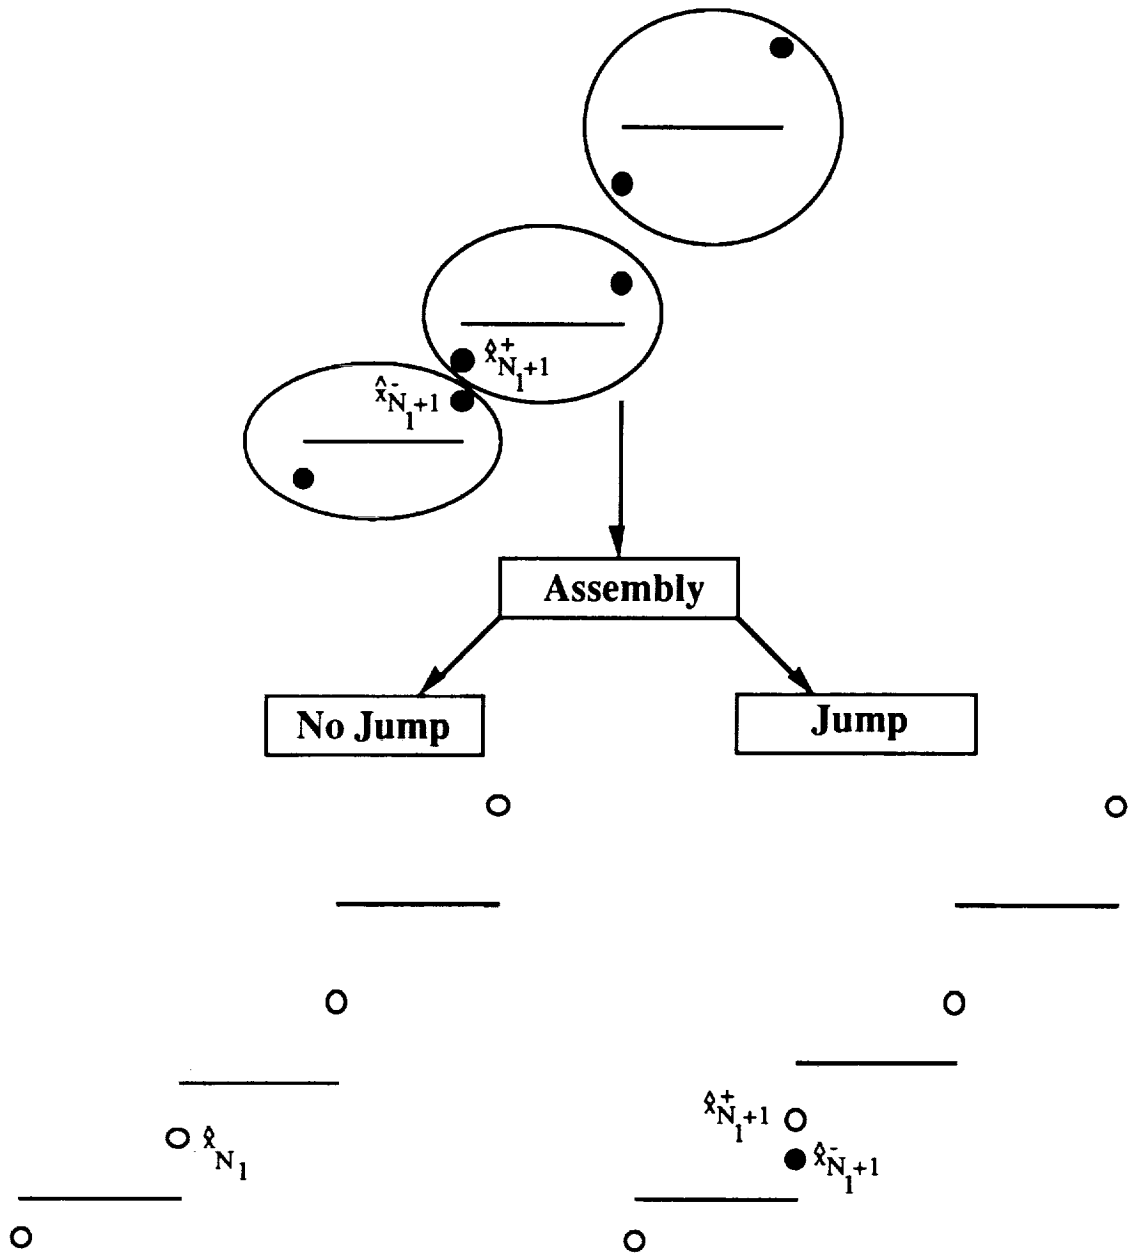 x̂⁺_{N₁+1}
x̂⁻_{N₁+1}
Assembly
No Jump
Jump
x̂_{N₁}
x̂⁺_{N₁+1}
x̂⁻_{N₁+1}